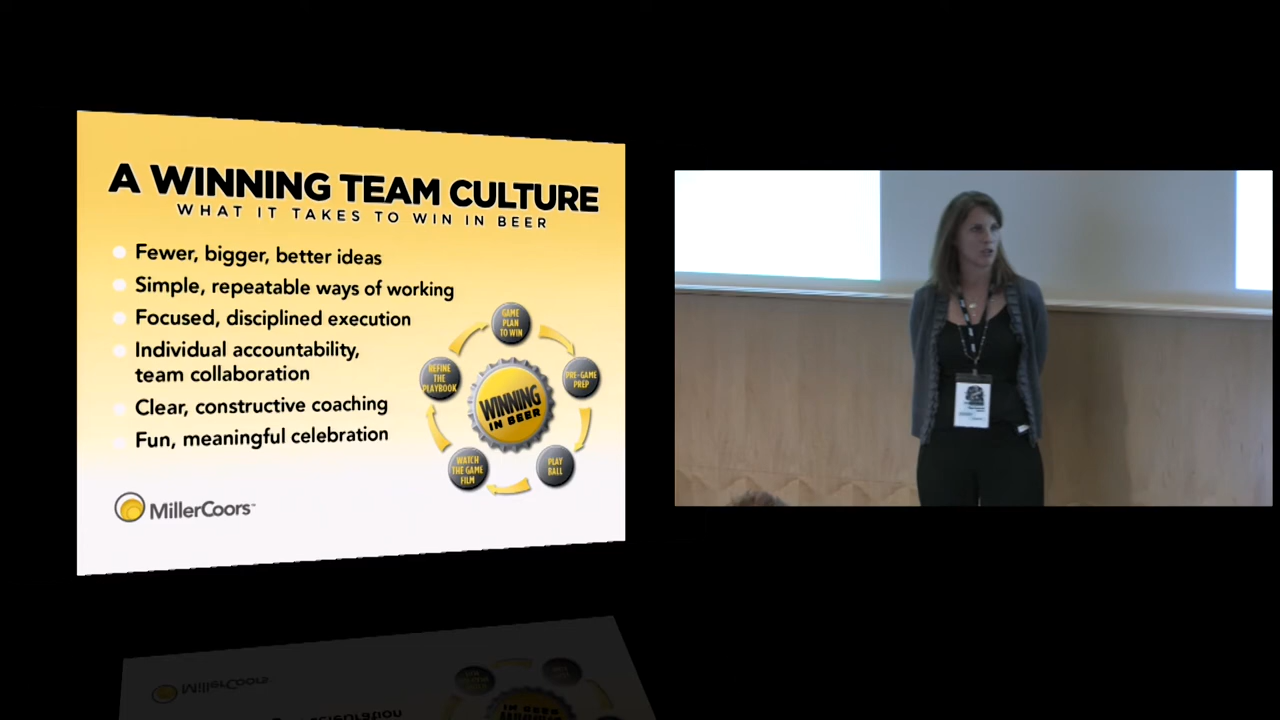 A WINNING TEAM CULTURE
WHAT IT TAKES TO WIN IN BEER
Fewer, bigger, better ideas
Simple, repeatable ways of working
Focused, disciplined execution
Individual accountability,
team collaboration
Clear, constructive coaching
Fun, meaningful celebration
GAME
PLAN
TO WIN
PRE-GAME
PREP
PLAY
BALL
WATCH
THE GAME
FILM
REFINE
THE
PLAYBOOK
WINNING
IN BEER
MillerCoors™